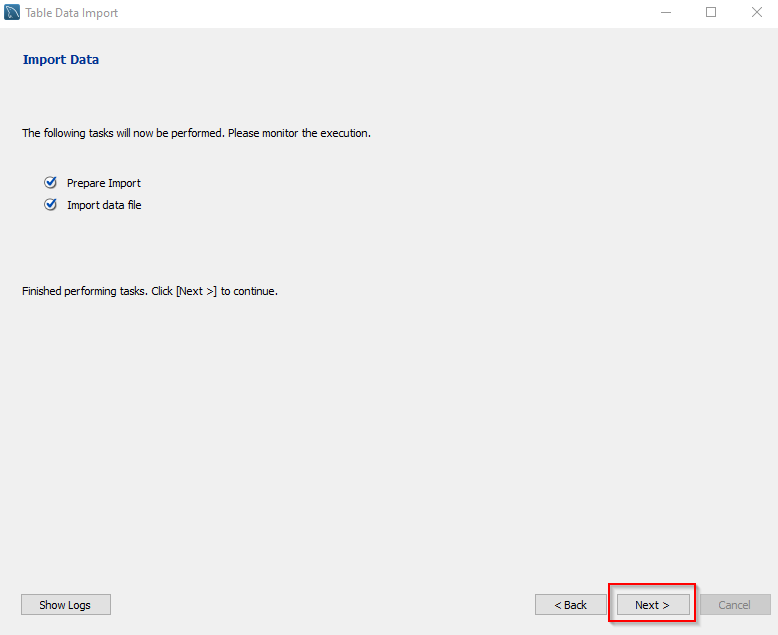 Table Data Import
Import Data
The following tasks will now be performed. Please monitor the execution.
Prepare Import
Import data file
Finished performing tasks. Click [Next >] to continue.
Show Logs
< Back
Next >
Cancel